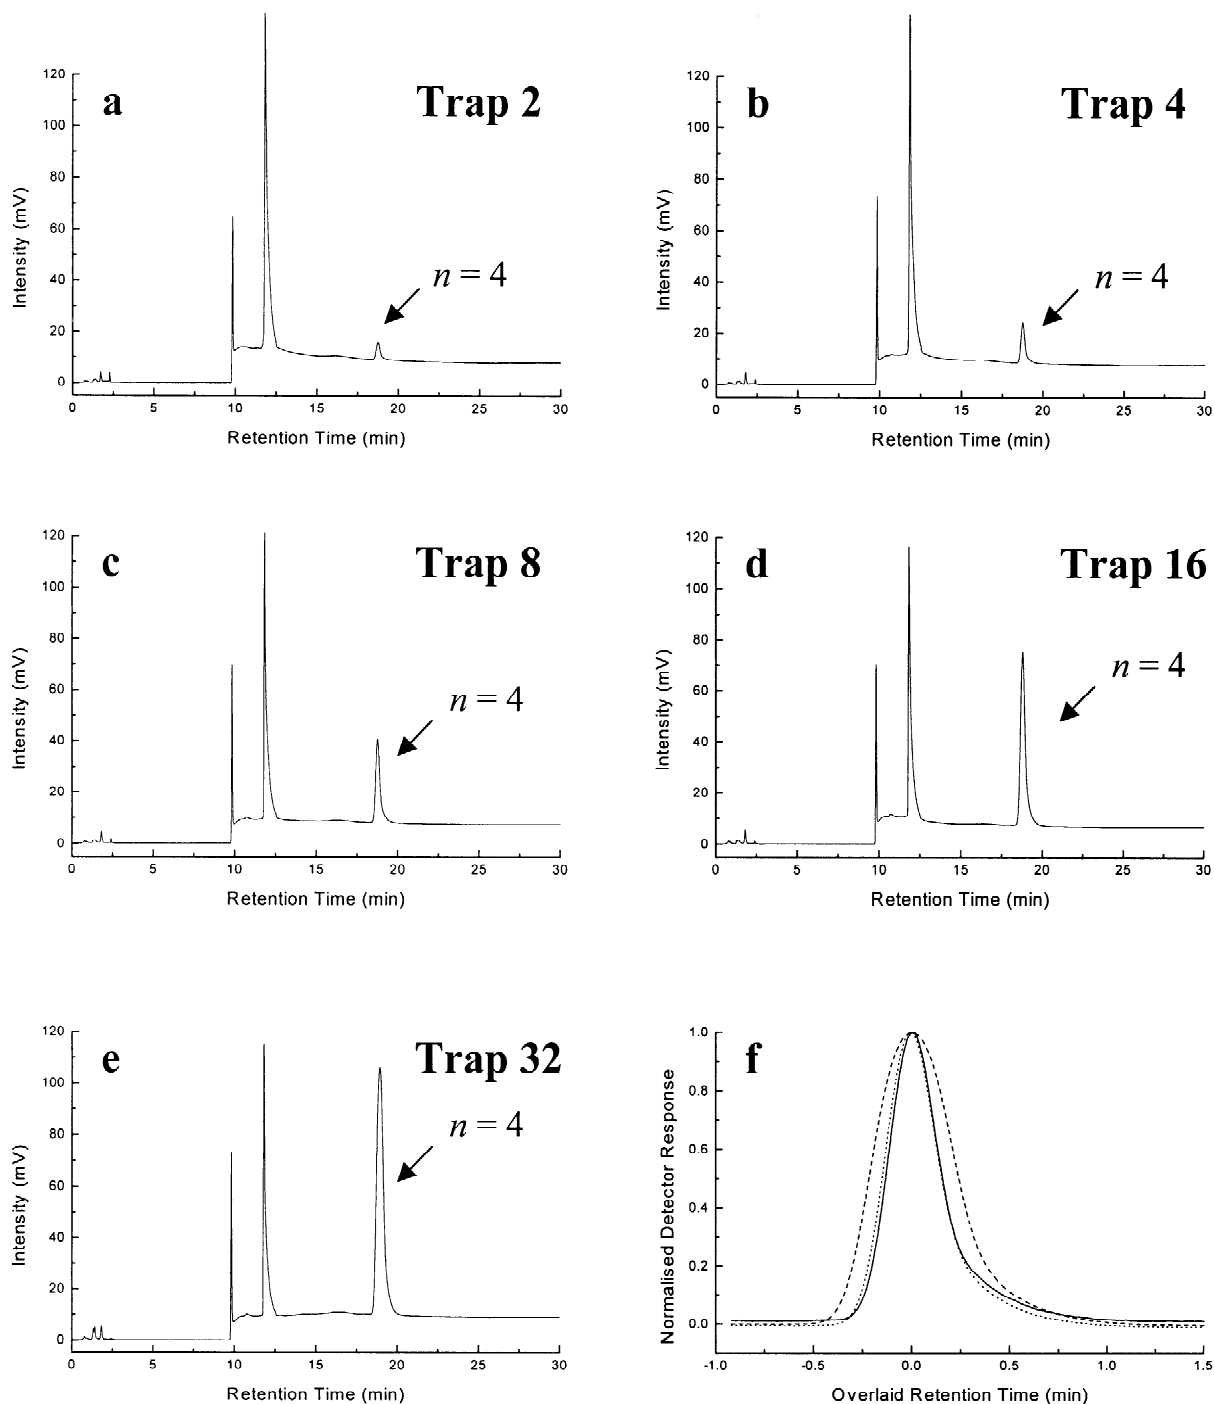 a
Trap 2
n = 4
Intensity (mV)
120
100
80
60
40
20
0
0 5 10 15 20 25 30
Retention Time (min)
b
Trap 4
n = 4
Intensity (mV)
120
100
80
60
40
20
0
0 5 10 15 20 25 30
Retention Time (min)
c
Trap 8
n = 4
Intensity (mV)
120
100
80
60
40
20
0
0 5 10 15 20 25 30
Retention Time (min)
d
Trap 16
n = 4
Intensity (mV)
120
100
80
60
40
20
0
0 5 10 15 20 25 30
Retention Time (min)
e
Trap 32
n = 4
Intensity (mV)
120
100
80
60
40
20
0
0 5 10 15 20 25 30
Retention Time (min)
f
Normalised Detector Response
1.0
0.8
0.6
0.4
0.2
0.0
-1.0 -0.5 0.0 0.5 1.0 1.5
Overlaid Retention Time (min)